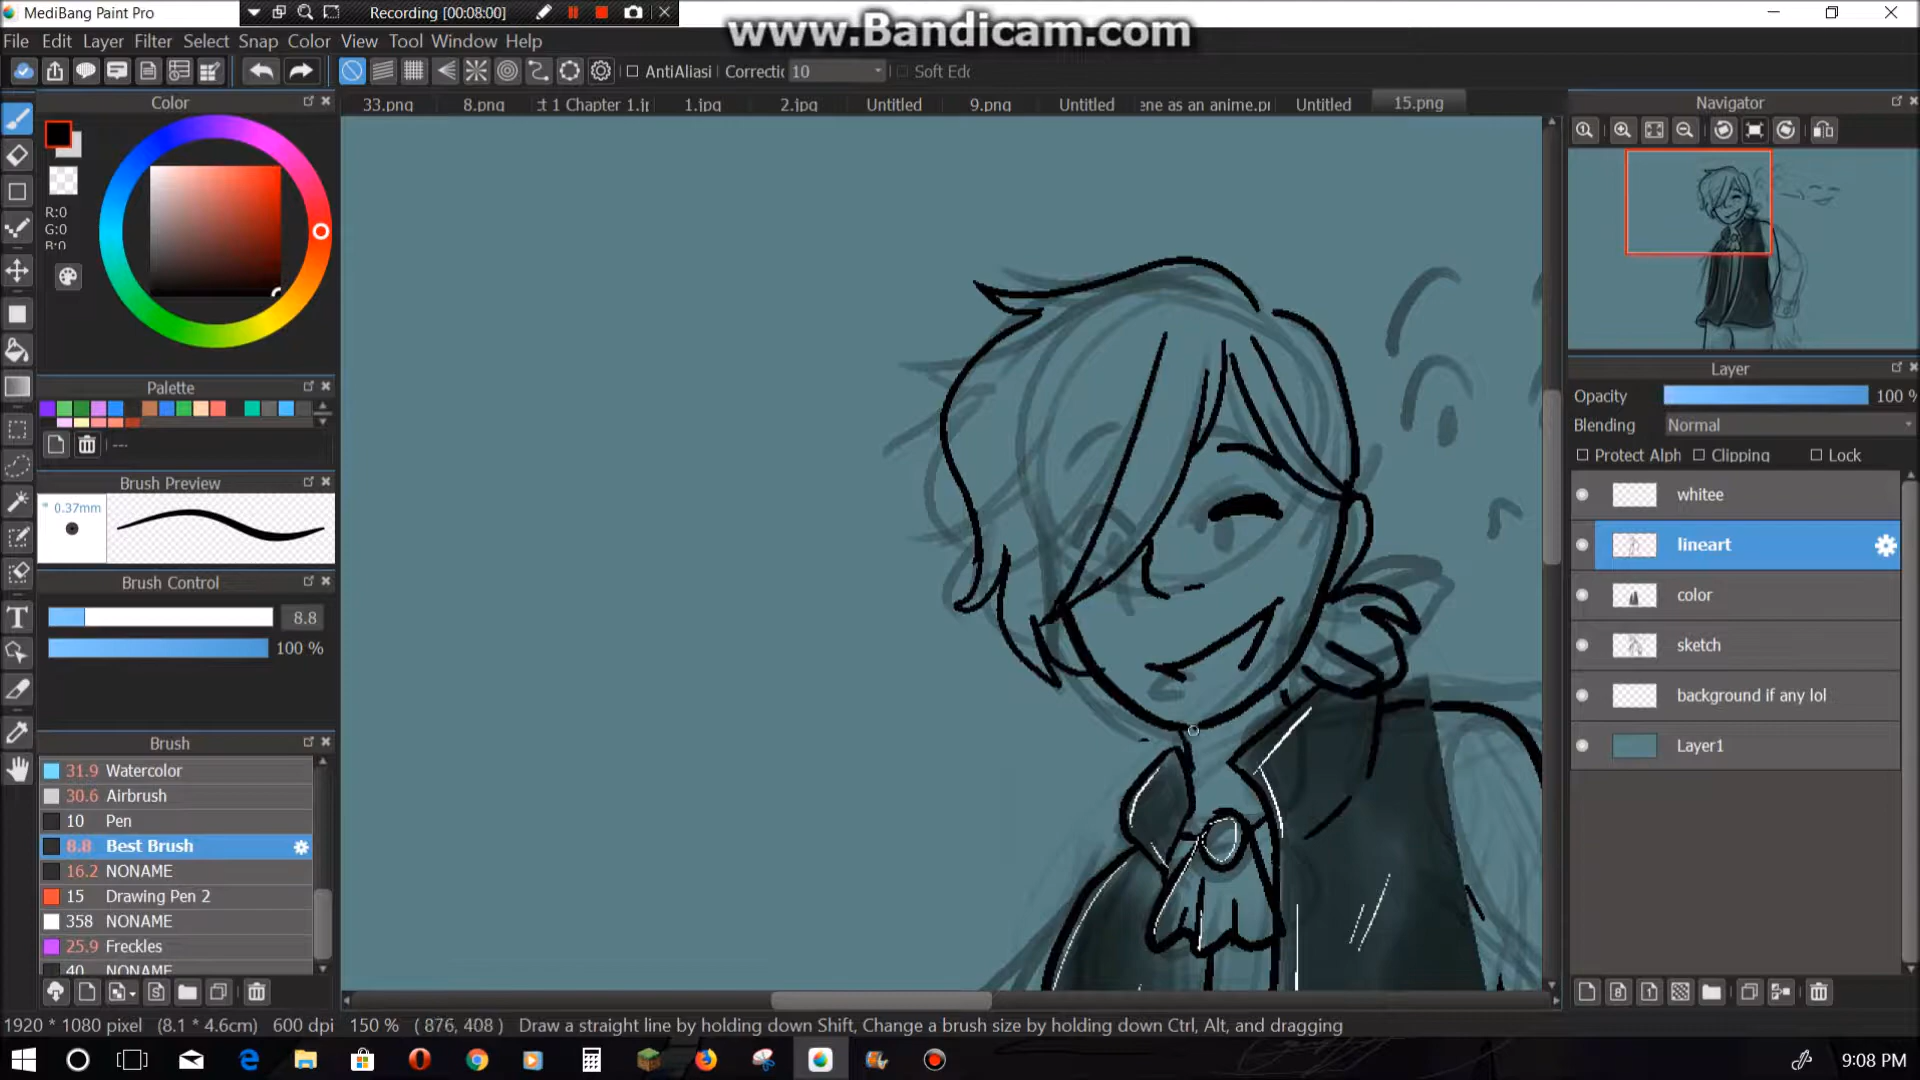 MediBang Paint Pro
Recording [00:08:00]
www.Bandicam.com
File Edit Layer Filter Select Snap Color View Tool Window Help
AntiAliasi Correctic 10 Soft Edg
Color
33.png 8.png :t 1 Chapter 1.j 1.jpg 2.jpg Untitled 9.png Untitled ene as an anime.pr Untitled 15.png
Navigator
R:0
G:0
B:0
Palette
---
Layer
Opacity 100 %
Blending Normal
Protect Alph Clipping Lock
Brush Preview
0.37mm
whitee
lineart
color
sketch
background if any lol
Layer1
Brush Control
8.8
100 %
Brush
31.9 Watercolor
30.6 Airbrush
10 Pen
8.8 Best Brush
16.2 NONAME
15 Drawing Pen 2
358 NONAME
25.9 Freckles
40 NONAME
1920 * 1080 pixel (8.1 * 4.6cm) 600 dpi 150 % ( 876, 408 ) Draw a straight line by holding down Shift, Change a brush size by holding down Ctrl, Alt, and dragging
9:08 PM